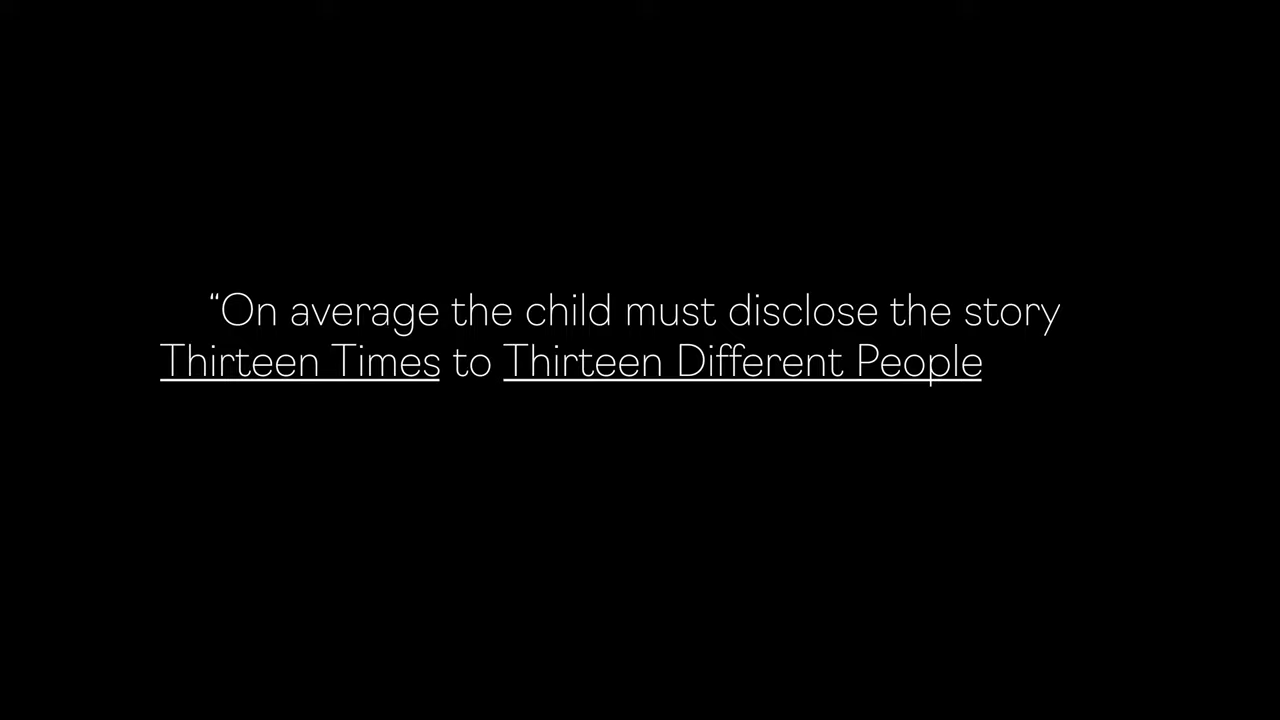 “On average the child must disclose the story
Thirteen Times to Thirteen Different People